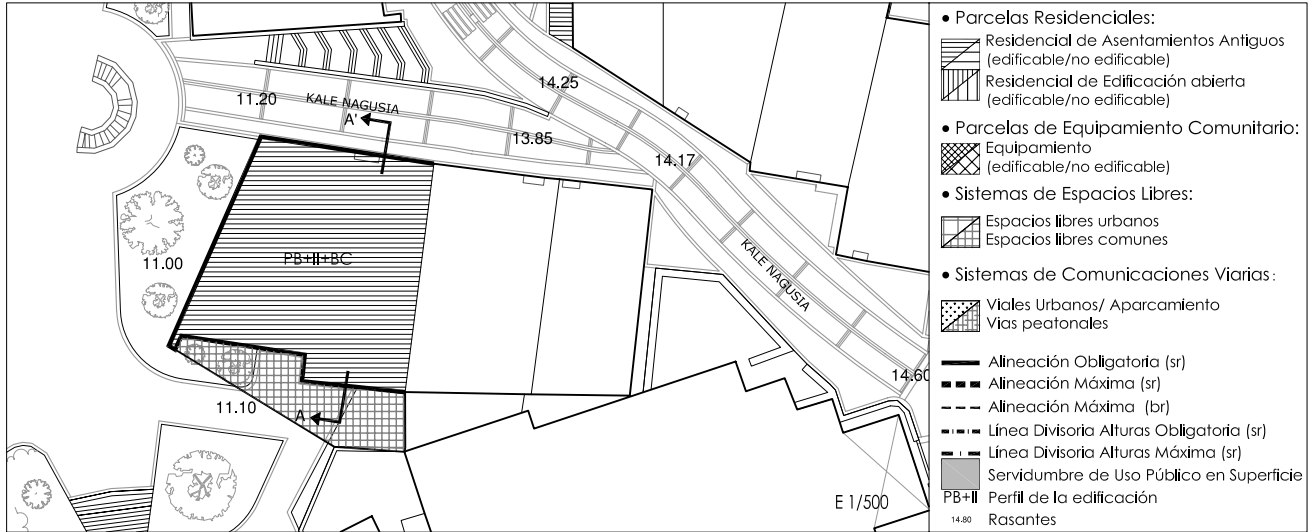 14.25
11.20
KALE NAGUSIA
A'
13.85
14.17
PB+II+BC
11.00
KALE NAGUSIA
14.60
11.10
A
E 1/500
• Parcelas Residenciales:
Residencial de Asentamientos Antiguos
(edificable/no edificable)
Residencial de Edificación abierta
(edificable/no edificable)
• Parcelas de Equipamiento Comunitario:
Equipamiento
(edificable/no edificable)
• Sistemas de Espacios Libres:
Espacios libres urbanos
Espacios libres comunes
• Sistemas de Comunicaciones Viarias:
Viales Urbanos/ Aparcamiento
Vias peatonales
Alineación Obligatoria (sr)
Alineación Máxima (sr)
Alineación Máxima (br)
Línea Divisoria Alturas Obligatoria (sr)
Línea Divisoria Alturas Máxima (sr)
Servidumbre de Uso Público en Superficie
PB+II Perfil de la edificación
14.80 Rasantes